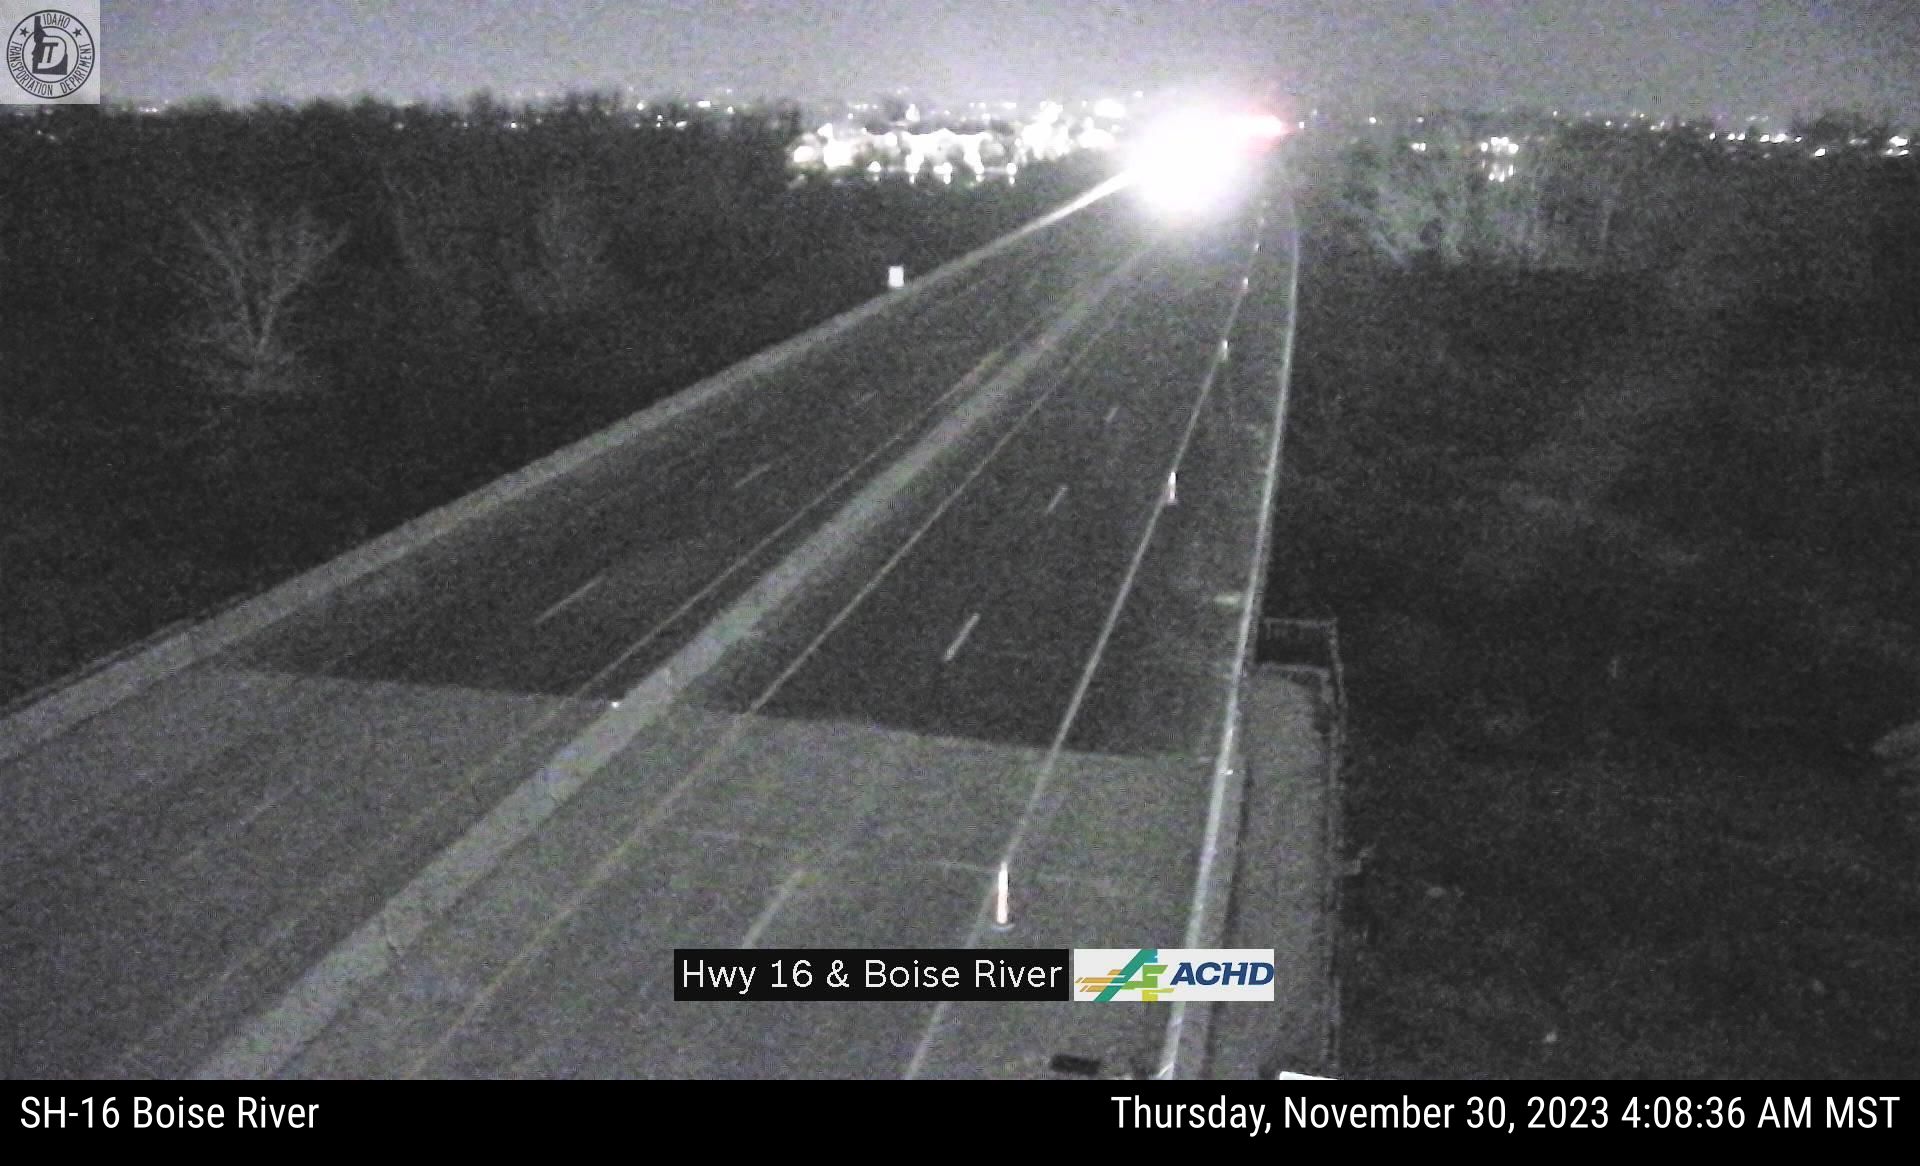 IDAHO
TRANSPORTATION DEPARTMENT
T
Hwy 16 & Boise River
ACHD
SH-16 Boise River
Thursday, November 30, 2023 4:08:36 AM MST